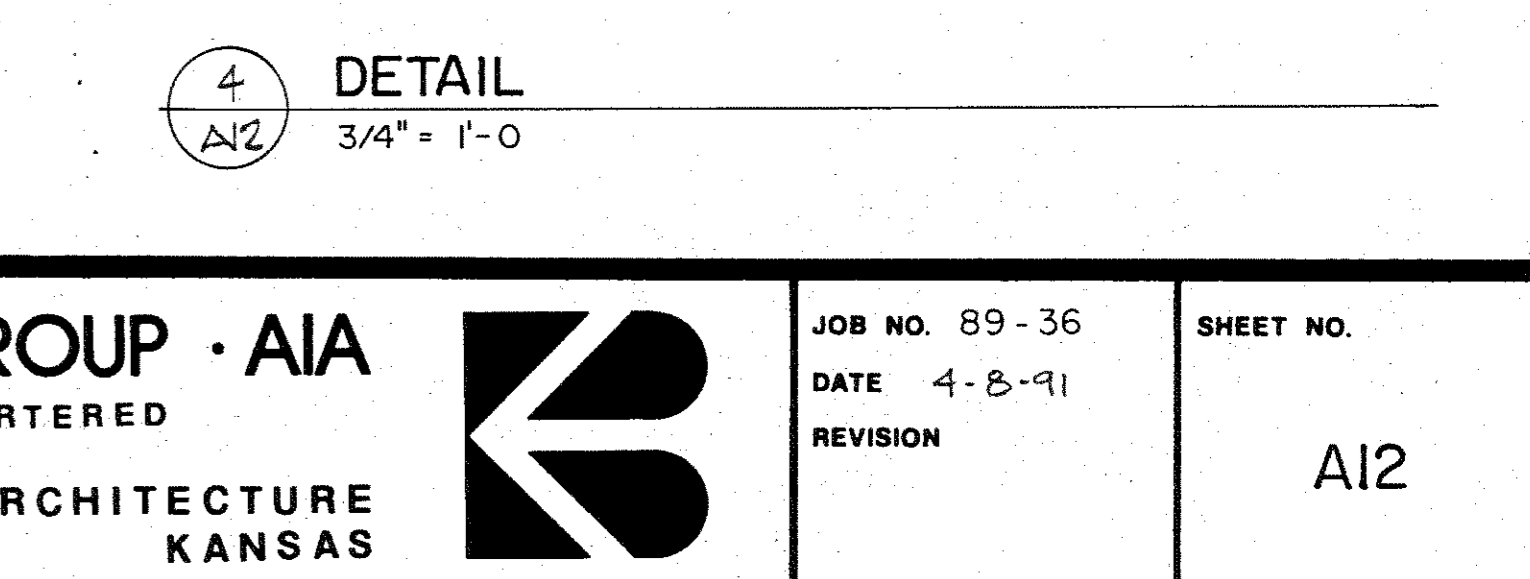 4
A12
DETAIL
3/4" = 1'-0
ROUP · AIA
RTERED
RCHITECTURE
KANSAS
JOB NO. 89-36
DATE 4-8-91
REVISION
SHEET NO.
A12